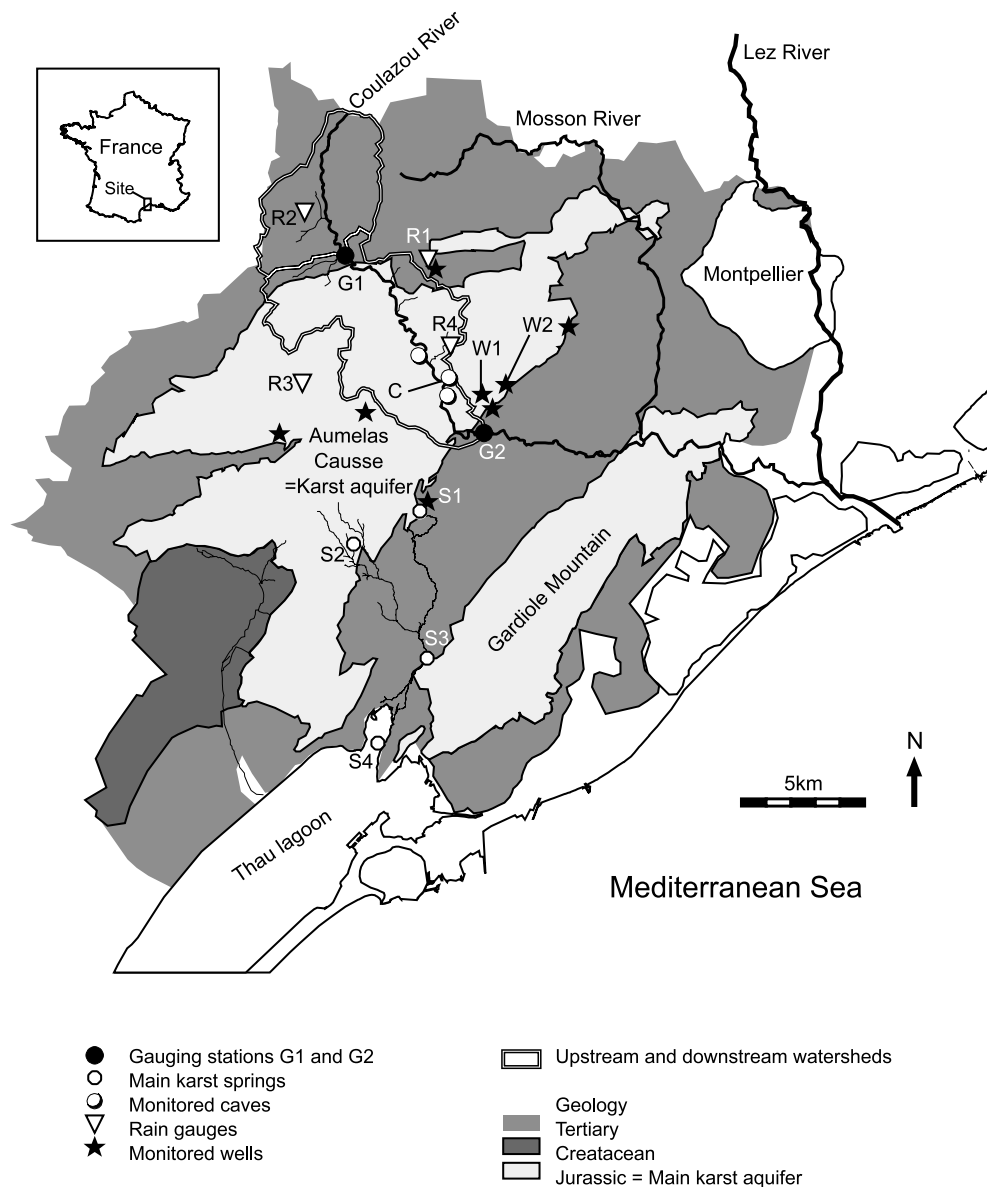 Coulazou River
Lez River
Mosson River
France
Site
R2
R1
G1
Montpellier
R4
W2
W1
R3
C
Aumelas
Causse
=Karst aquifer
G2
S1
S2
Gardiole Mountain
S3
S4
N
5km
Thau lagoon
Mediterranean Sea
Gauging stations G1 and G2
Main karst springs
Monitored caves
Rain gauges
Monitored wells
Upstream and downstream watersheds
Geology
Tertiary
Creatacean
Jurassic = Main karst aquifer